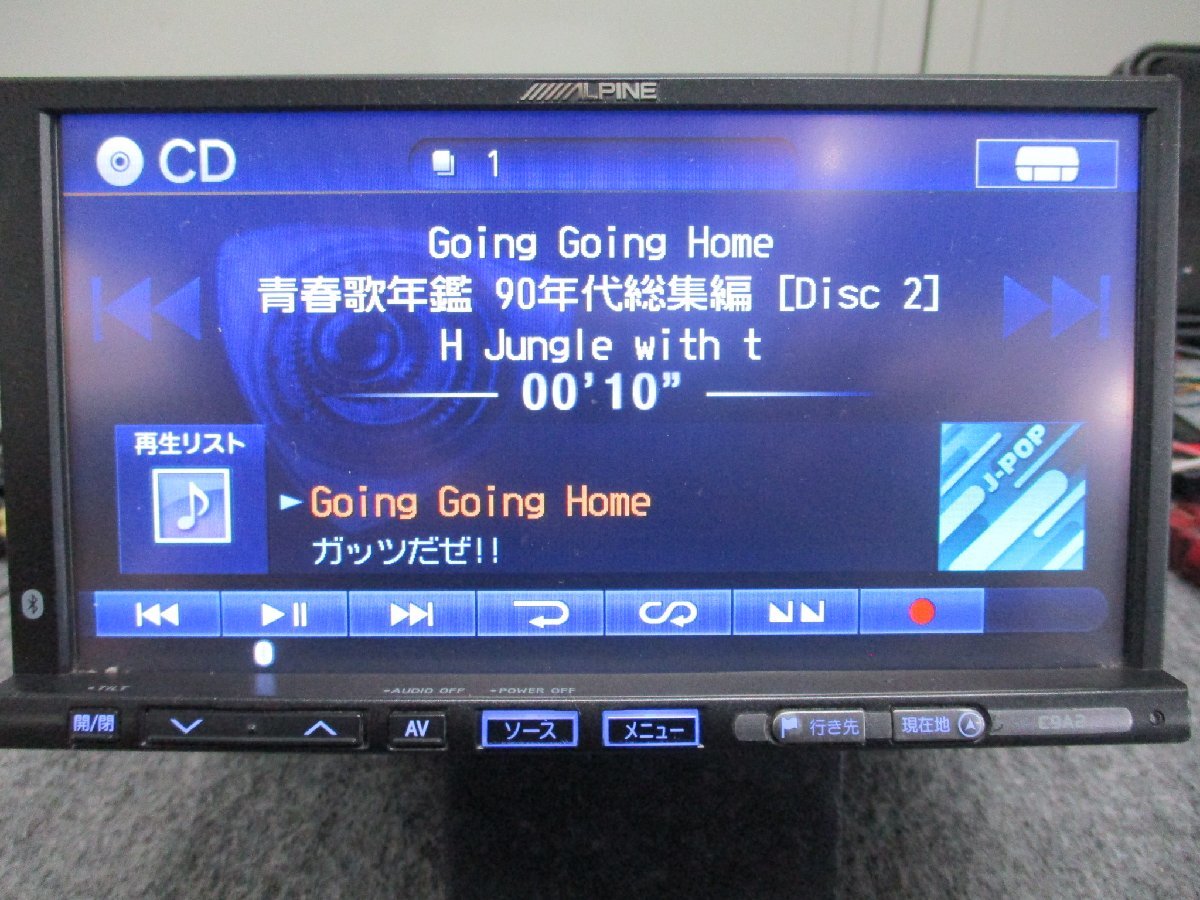 ALPINE
CD
1
Going Going Home
青春歌年鑑 90年代総集編 [Disc 2]
H Jungle with t
00'10”
再生リスト
J-POP
Going Going Home
ガッツだぜ!!
TILT
AUDIO OFF
POWER OFF
開/閉
AV
ソース
メニュー
行き先
現在地